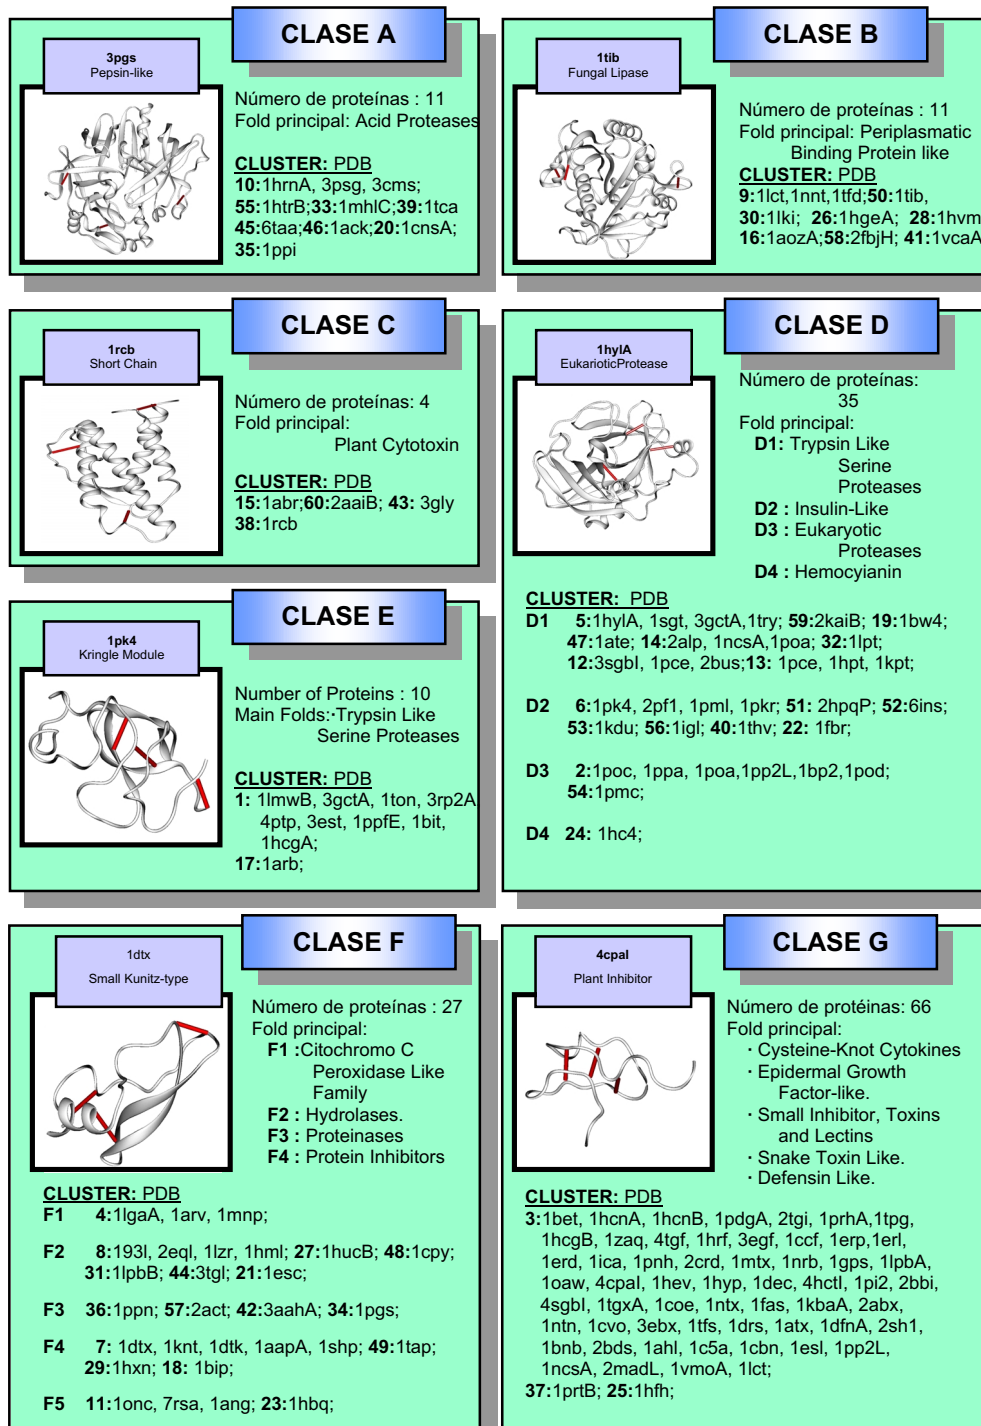 CLASE A
3pgs
Pepsin-like
Número de proteínas : 11
Fold principal: Acid Proteases
CLUSTER: PDB
10:1hrnA, 3psg, 3cms;
55:1htrB;33:1mhlC;39:1tca
45:6taa;46:1ack;20:1cnsA;
35:1ppi
CLASE B
1tib
Fungal Lipase
Número de proteínas : 11
Fold principal: Periplasmatic
Binding Protein like
CLUSTER: PDB
9:1lct,1nnt,1tfd;50:1tib,
30:1lki; 26:1hgeA; 28:1hvm
16:1aozA;58:2fbjH; 41:1vcaA
CLASE C
1rcb
Short Chain
Número de proteínas: 4
Fold principal:
Plant Cytotoxin
CLUSTER: PDB
15:1abr;60:2aaiB; 43: 3gly
38:1rcb
CLASE D
1hylA
EukarioticProtease
Número de proteínas:
35
Fold principal:
D1: Trypsin Like
Serine
Proteases
D2 : Insulin-Like
D3 : Eukaryotic
Proteases
D4 : Hemocyianin
CLUSTER: PDB
D1 5:1hylA, 1sgt, 3gctA,1try; 59:2kaiB; 19:1bw4;
47:1ate; 14:2alp, 1ncsA,1poa; 32:1lpt;
12:3sgbI, 1pce, 2bus;13: 1pce, 1hpt, 1kpt;
D2 6:1pk4, 2pf1, 1pml, 1pkr; 51: 2hpqP; 52:6ins;
53:1kdu; 56:1igl; 40:1thv; 22: 1fbr;
D3 2:1poc, 1ppa, 1poa,1pp2L,1bp2,1pod;
54:1pmc;
D4 24: 1hc4;
CLASE E
1pk4
Kringle Module
Number of Proteins : 10
Main Folds:·Trypsin Like
Serine Proteases
CLUSTER: PDB
1: 1lmwB, 3gctA, 1ton, 3rp2A,
4ptp, 3est, 1ppfE, 1bit,
1hcgA;
17:1arb;
CLASE F
1dtx
Small Kunitz-type
Número de proteínas : 27
Fold principal:
F1 :Citochromo C
Peroxidase Like
Family
F2 : Hydrolases.
F3 : Proteinases
F4 : Protein Inhibitors
CLUSTER: PDB
F1 4:1lgaA, 1arv, 1mnp;
F2 8:193l, 2eql, 1lzr, 1hml; 27:1hucB; 48:1cpy;
31:1lpbB; 44:3tgl; 21:1esc;
F3 36:1ppn; 57:2act; 42:3aahA; 34:1pgs;
F4 7: 1dtx, 1knt, 1dtk, 1aapA, 1shp; 49:1tap;
29:1hxn; 18: 1bip;
F5 11:1onc, 7rsa, 1ang; 23:1hbq;
CLASE G
4cpaI
Plant Inhibitor
Número de protéinas: 66
Fold principal:
· Cysteine-Knot Cytokines
· Epidermal Growth
Factor-like.
· Small Inhibitor, Toxins
and Lectins
· Snake Toxin Like.
· Defensin Like.
CLUSTER: PDB
3:1bet, 1hcnA, 1hcnB, 1pdgA, 2tgi, 1prhA,1tpg,
1hcgB, 1zaq, 4tgf, 1hrf, 3egf, 1ccf, 1erp,1erl,
1erd, 1ica, 1pnh, 2crd, 1mtx, 1nrb, 1gps, 1lpbA,
1oaw, 4cpaI, 1hev, 1hyp, 1dec, 4hctI, 1pi2, 2bbi,
4sgbI, 1tgxA, 1coe, 1ntx, 1fas, 1kbaA, 2abx,
1ntn, 1cvo, 3ebx, 1tfs, 1drs, 1atx, 1dfnA, 2sh1,
1bnb, 2bds, 1ahl, 1c5a, 1cbn, 1esl, 1pp2L,
1ncsA, 2madL, 1vmoA, 1lct;
37:1prtB; 25:1hfh;